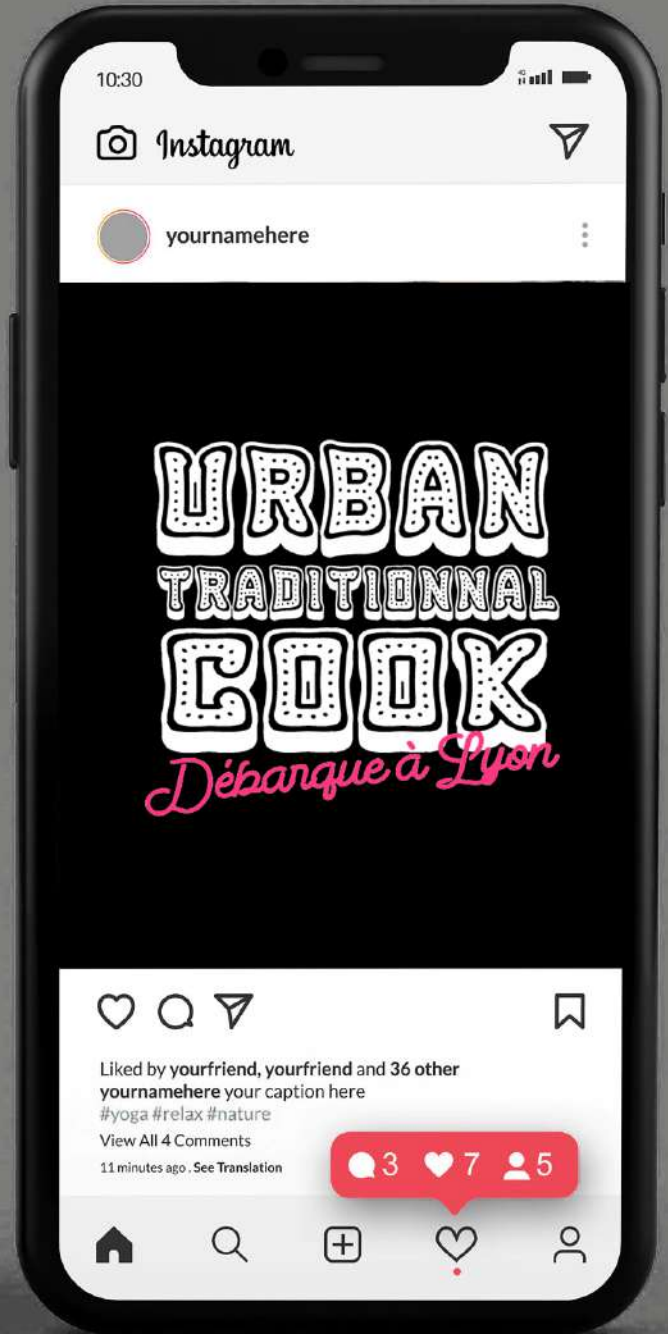 10:30
Instagram
yournamehere
URBAN
TRADITIONNAL
COOK
Débarque à Lyon
Liked by yourfriend, yourfriend and 36 other
yournamehere your caption here
#yoga #relax #nature
View All 4 Comments
11 minutes ago . See Translation
3 7 5